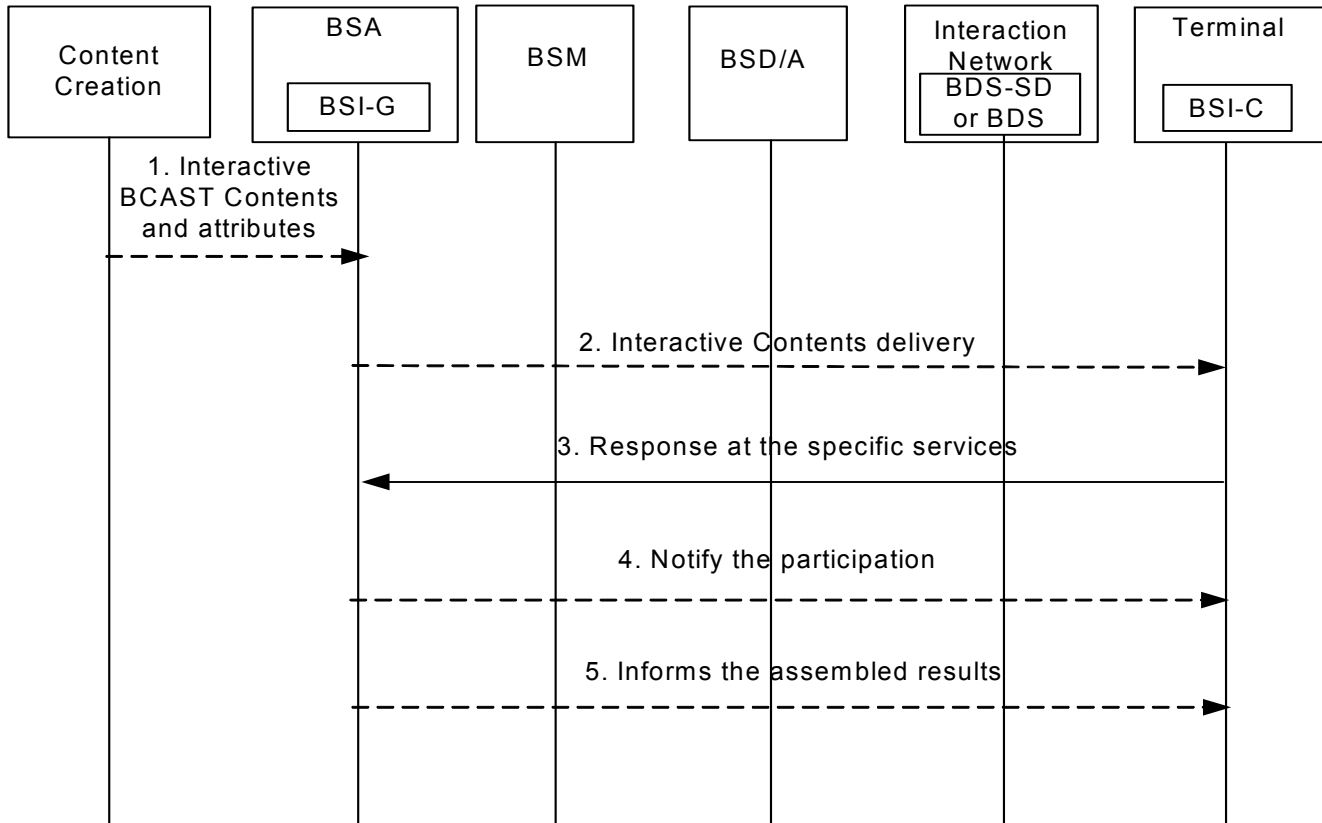 Content
Creation
BSA
BSI-G
BSM
BSD/A
Interaction
Network
BDS-SD
or BDS
Terminal
BSI-C
1. Interactive
BCAST Contents
and attributes
2. Interactive Contents delivery
3. Response at the specific services
4. Notify the participation
5. Informs the assembled results